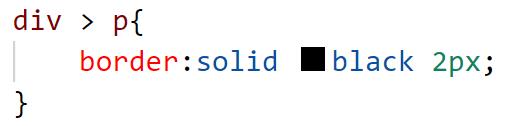 div > p{
border:solid black 2px;
}